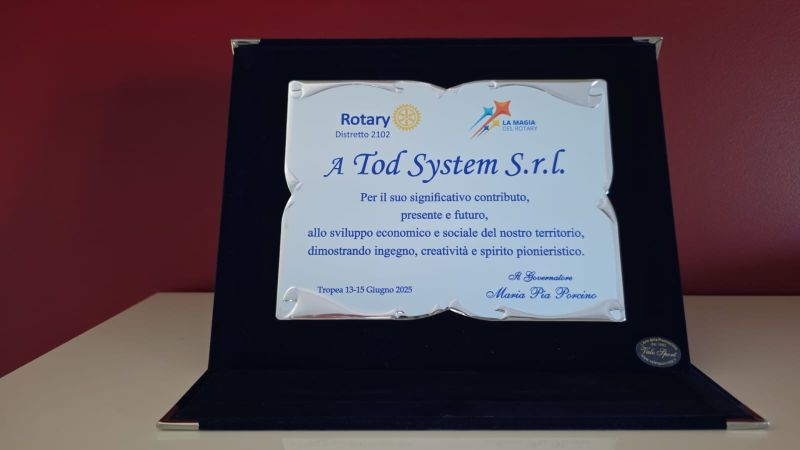 Rotary
Distretto 2102
LA MAGIA
DEL ROTARY
A Tod System S.r.l.
Per il suo significativo contributo,
presente e futuro,
allo sviluppo economico e sociale del nostro territorio,
dimostrando ingegno, creatività e spirito pionieristico.
Il Governatore
Tropea 13-15 Giugno 2025
Maria Pia Porcino